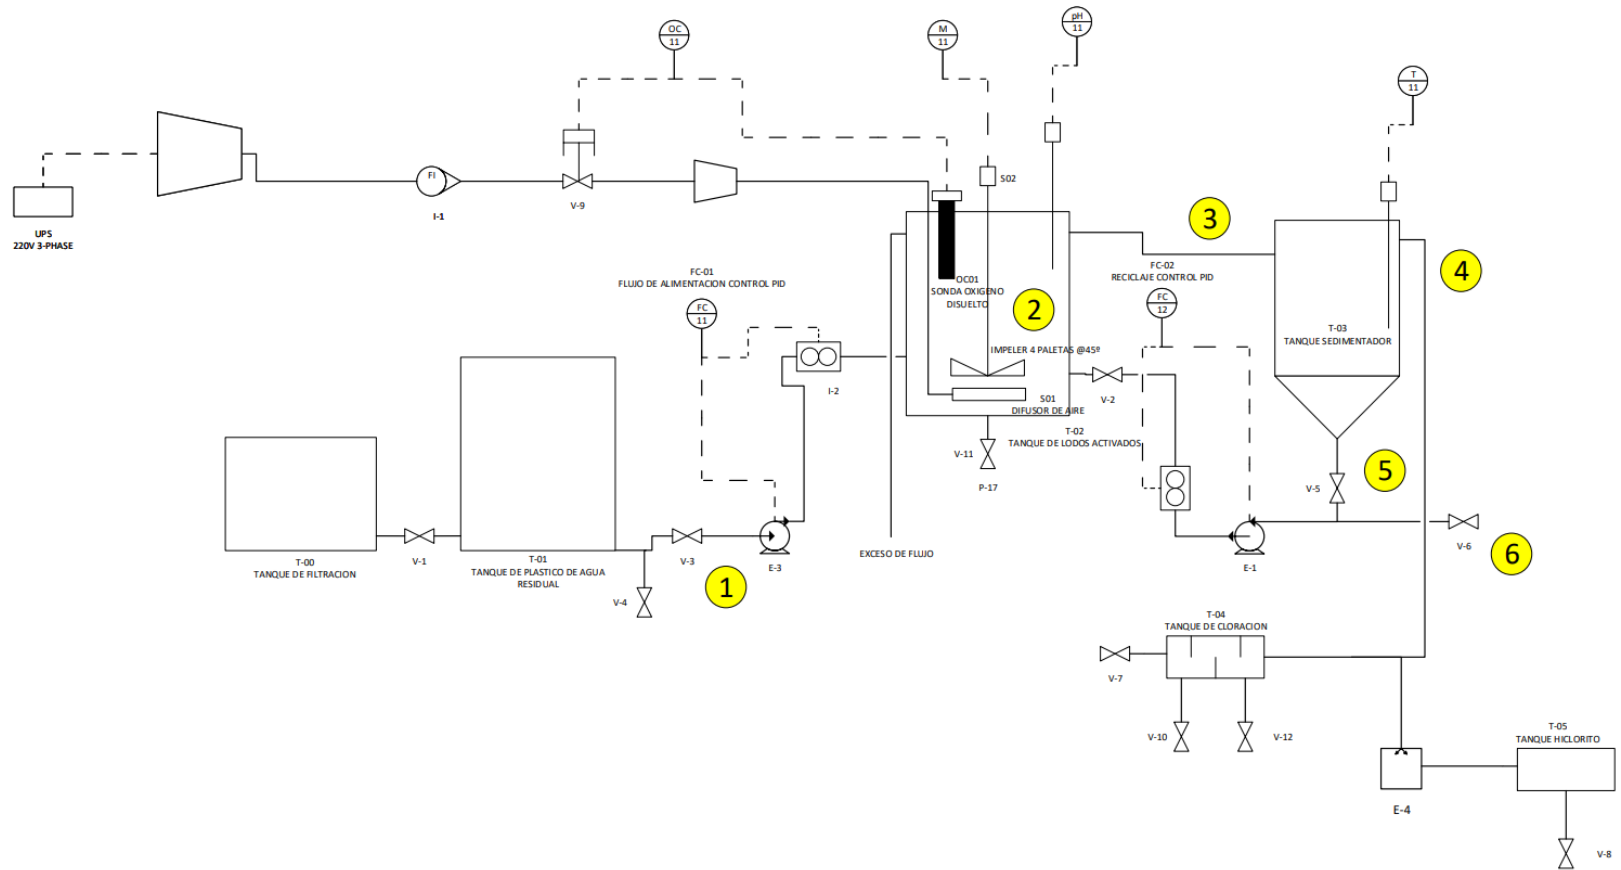 OC
11
M
11
pH
11
T
11
FI
I-1
V-9
S02
UPS
220V 3-PHASE
3
4
FC-01
FLUJO DE ALIMENTACION CONTROL PID
FC
11
OC01
SONDA OXIGENO
DISUELTO
2
FC-02
RECICLAJE CONTROL PID
FC
12
T-03
TANQUE SEDIMENTADOR
IMPELER 4 PALETAS @45º
I-2
S01
DIFUSOR DE AIRE
V-2
T-02
TANQUE DE LODOS ACTIVADOS
V-11
P-17
5
V-5
EXCESO DE FLUJO
T-00
TANQUE DE FILTRACION
V-1
T-01
TANQUE DE PLASTICO DE AGUA
RESIDUAL
V-3
V-4
1
E-3
E-1
V-6
6
T-04
TANQUE DE CLORACION
V-7
V-10
V-12
T-05
TANQUE HICLORITO
E-4
V-8